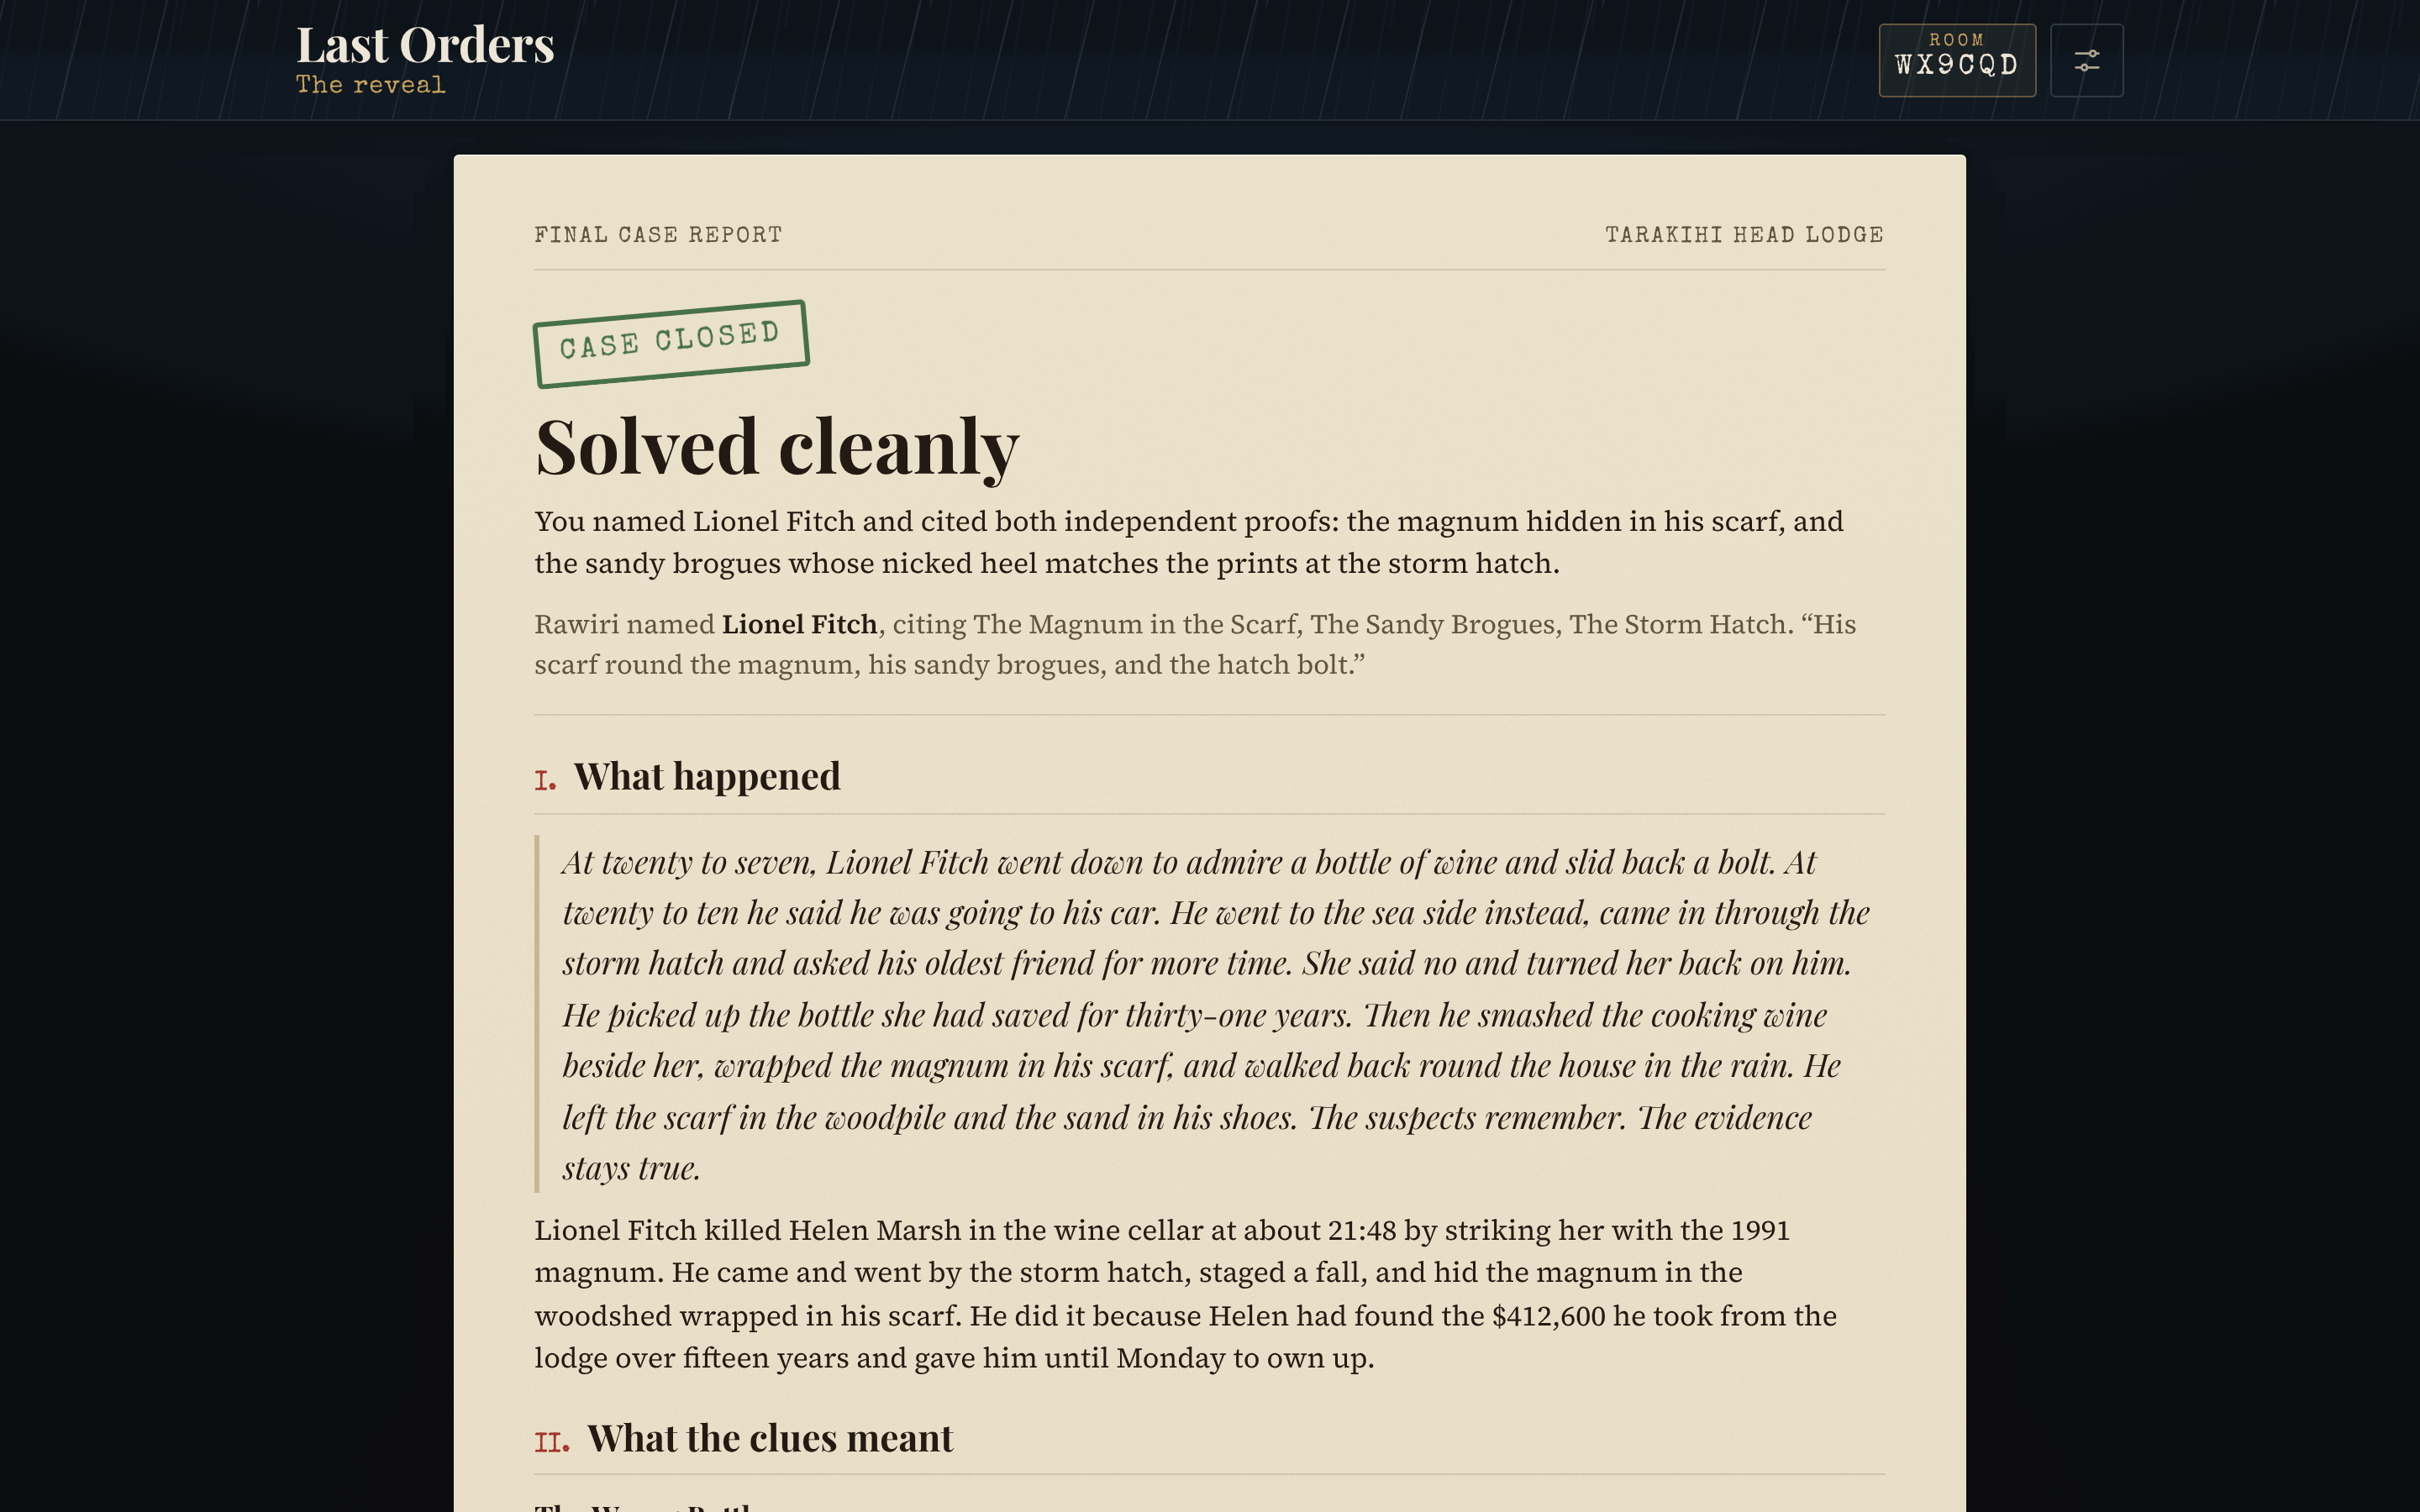 Last Orders
The reveal
ROOM
WX9CQD
FINAL CASE REPORT
TARAKIHI HEAD LODGE
CASE CLOSED
Solved cleanly
You named Lionel Fitch and cited both independent proofs: the magnum hidden in his scarf, and
the sandy brogues whose nicked heel matches the prints at the storm hatch.
Rawiri named Lionel Fitch, citing The Magnum in the Scarf, The Sandy Brogues, The Storm Hatch. “His
scarf round the magnum, his sandy brogues, and the hatch bolt.”
I. What happened
At twenty to seven, Lionel Fitch went down to admire a bottle of wine and slid back a bolt. At
twenty to ten he said he was going to his car. He went to the sea side instead, came in through the
storm hatch and asked his oldest friend for more time. She said no and turned her back on him.
He picked up the bottle she had saved for thirty-one years. Then he smashed the cooking wine
beside her, wrapped the magnum in his scarf, and walked back round the house in the rain. He
left the scarf in the woodpile and the sand in his shoes. The suspects remember. The evidence
stays true.
Lionel Fitch killed Helen Marsh in the wine cellar at about 21:48 by striking her with the 1991
magnum. He came and went by the storm hatch, staged a fall, and hid the magnum in the
woodshed wrapped in his scarf. He did it because Helen had found the $412,600 he took from the
lodge over fifteen years and gave him until Monday to own up.
II. What the clues meant